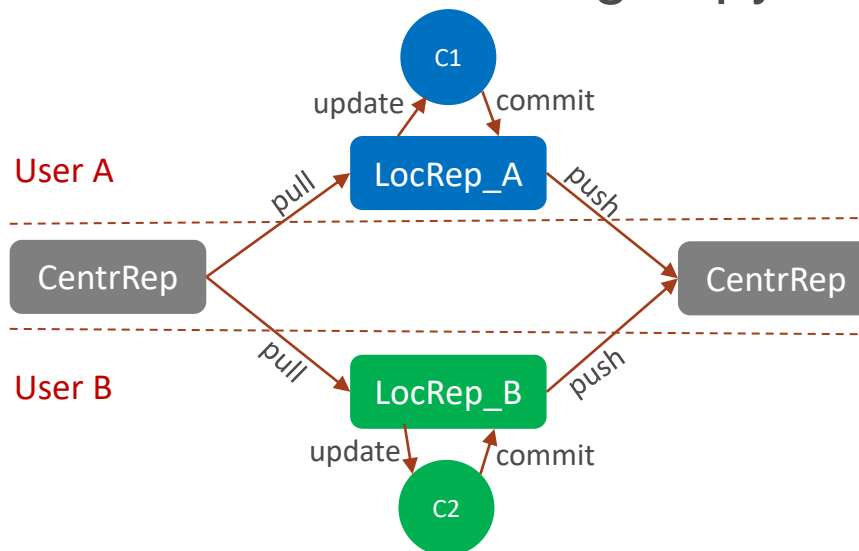 C1
update
commit
User A
pull
LocRep_A
push
CentrRep
CentrRep
pull
push
User B
LocRep_B
update
commit
C2